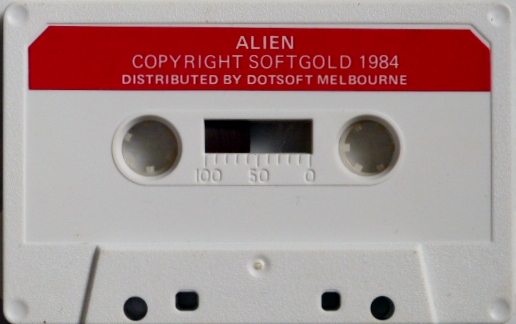 ALIEN
COPYRIGHT SOFTGOLD 1984
DISTRIBUTED BY DOTSOFT MELBOURNE
100 50 0